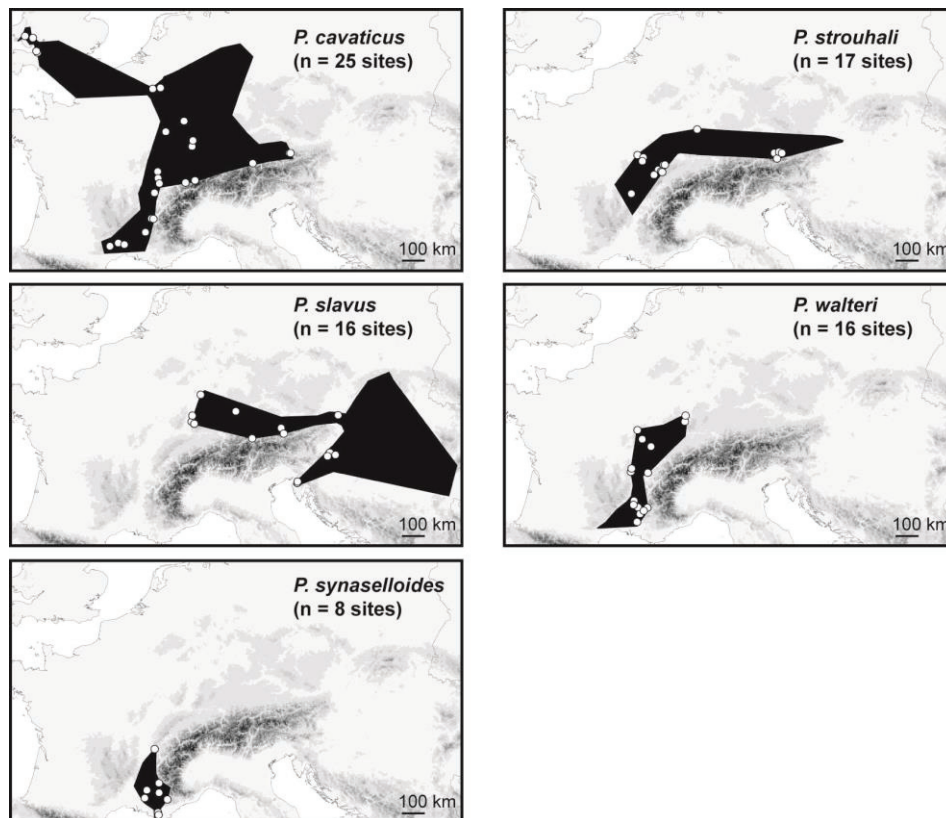 P. cavaticus
(n = 25 sites)
100 km
P. strouhali
(n = 17 sites)
100 km
P. slavus
(n = 16 sites)
100 km
P. walteri
(n = 16 sites)
100 km
P. synaselloides
(n = 8 sites)
100 km